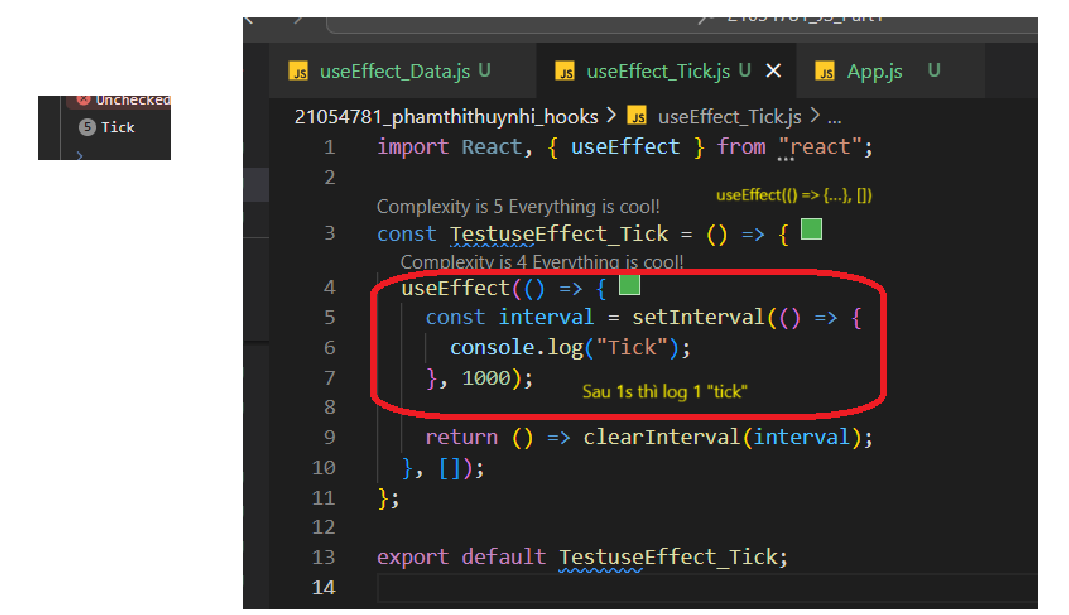 Unchecked
5 Tick
JS useEffect_Data.js U
JS useEffect_Tick.js U
JS App.js U
21054781_phamthithuynhi_hooks > JS useEffect_Tick.js > ...
1 import React, { useEffect } from "react";
2
useEffect(() => {...}, [])
Complexity is 5 Everything is cool!
3 const TestuseEffect_Tick = () => {
Complexity is 4 Everything is cool!
4 useEffect(() => {
5 const interval = setInterval(() => {
6 console.log("Tick");
7 }, 1000);
Sau 1s thì log 1 "tick"
8
9 return () => clearInterval(interval);
10 }, []);
11 };
12
13 export default TestuseEffect_Tick;
14